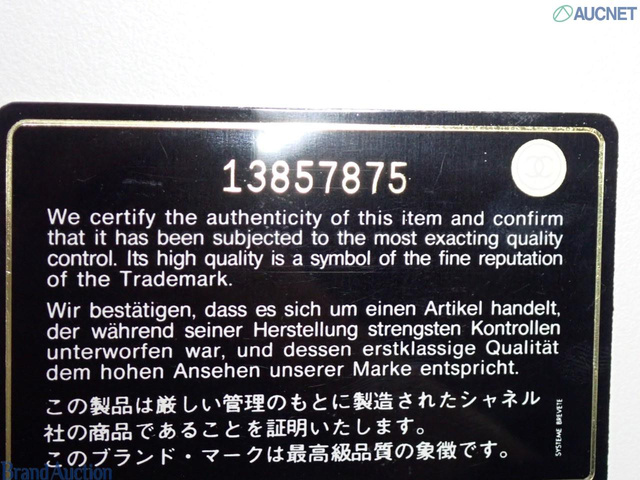 AUCNET
13857875
We certify the authenticity of this item and confirm
that it has been subjected to the most exacting quality
control. Its high quality is a symbol of the fine reputation
of the Trademark.
Wir bestätigen, dass es sich um einen Artikel handelt,
der während seiner Herstellung strengsten Kontrollen
unterworfen war, und dessen erstklassige Qualität
dem hohen Ansehen unserer Marke entspricht.
この製品は厳しい管理のもとに製造されたシャネル
社の商品であることを証明いたします。
このブランド・マークは最高級品質の象徴です。
SYSTEME BREVETE
Brand Auction